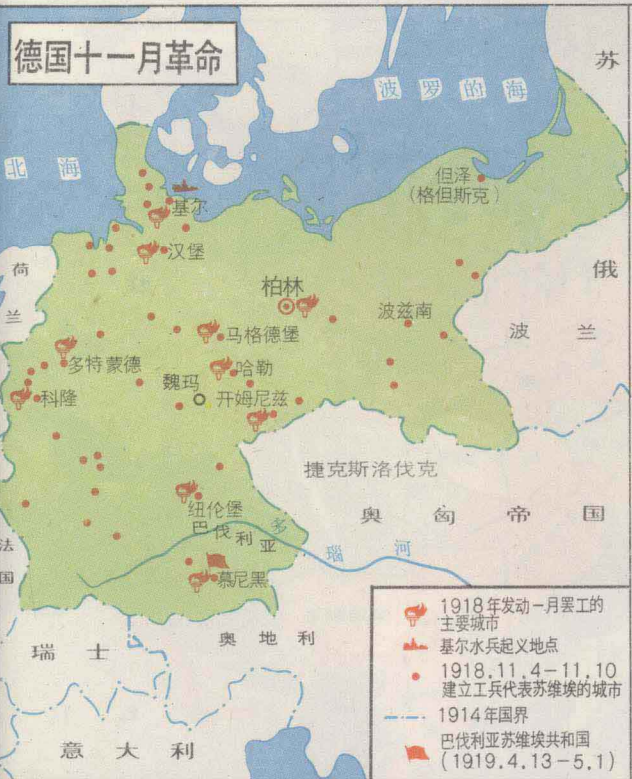 德国十一月革命
苏
波罗的海
北海
但泽
(格但斯克)
基尔
汉堡
荷兰
俄
柏林
波兹南
波兰
马格德堡
多特蒙德
哈勒
魏玛
科隆
开姆尼兹
捷克斯洛伐克
奥匈帝国
纽伦堡
巴伐利亚
多瑙河
法国
慕尼黑
瑞士
奥地利
意大利
1918年发动一月罢工的
主要城市
基尔水兵起义地点
1918.11.4-11.10
建立工兵代表苏维埃的城市
1914年国界
巴伐利亚苏维埃共和国
(1919.4.13-5.1)